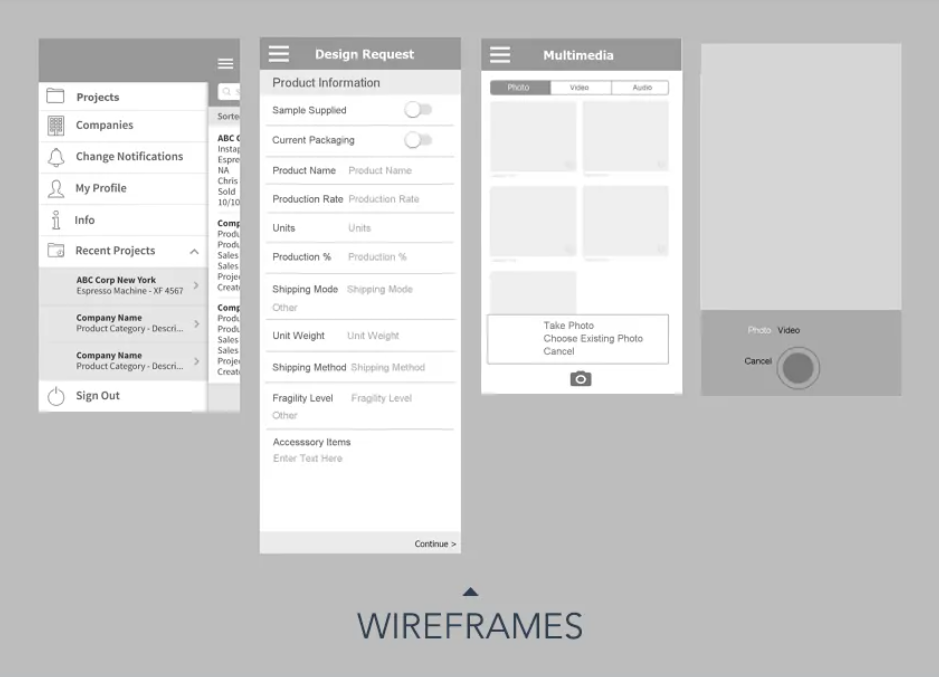 Projects
Companies
Change Notifications
My Profile
Info
Recent Projects
ABC Corp New York
Espresso Machine - XF 4567
Company Name
Product Category - Descri...
Company Name
Product Category - Descri...
Sign Out
Sorte
ABC C
Instap
Espre
NA
Chris
Sold
10/10
Comp
Produ
Produ
Sales
Sales
Projec
Creat
Comp
Produ
Produ
Sales
Sales
Projec
Creat
Design Request
Product Information
Sample Supplied
Current Packaging
Product Name Product Name
Production Rate Production Rate
Units Units
Production % Production %
Shipping Mode Shipping Mode
Other
Unit Weight Unit Weight
Shipping Method Shipping Method
Fragility Level Fragility Level
Other
Accesssory Items
Enter Text Here
Continue >
Multimedia
Photo Video Audio
Take Photo
Choose Existing Photo
Cancel
Photo Video
Cancel
WIREFRAMES